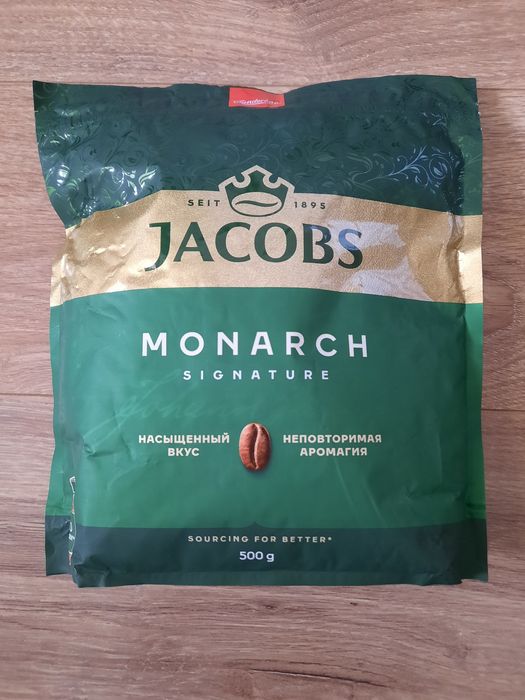 SEIT 1895
JACOBS
MONARCH
SIGNATURE
НАСЫЩЕННЫЙ
ВКУС
НЕПОВТОРИМАЯ
АРОМАГИЯ
SOURCING FOR BETTER*
500 g